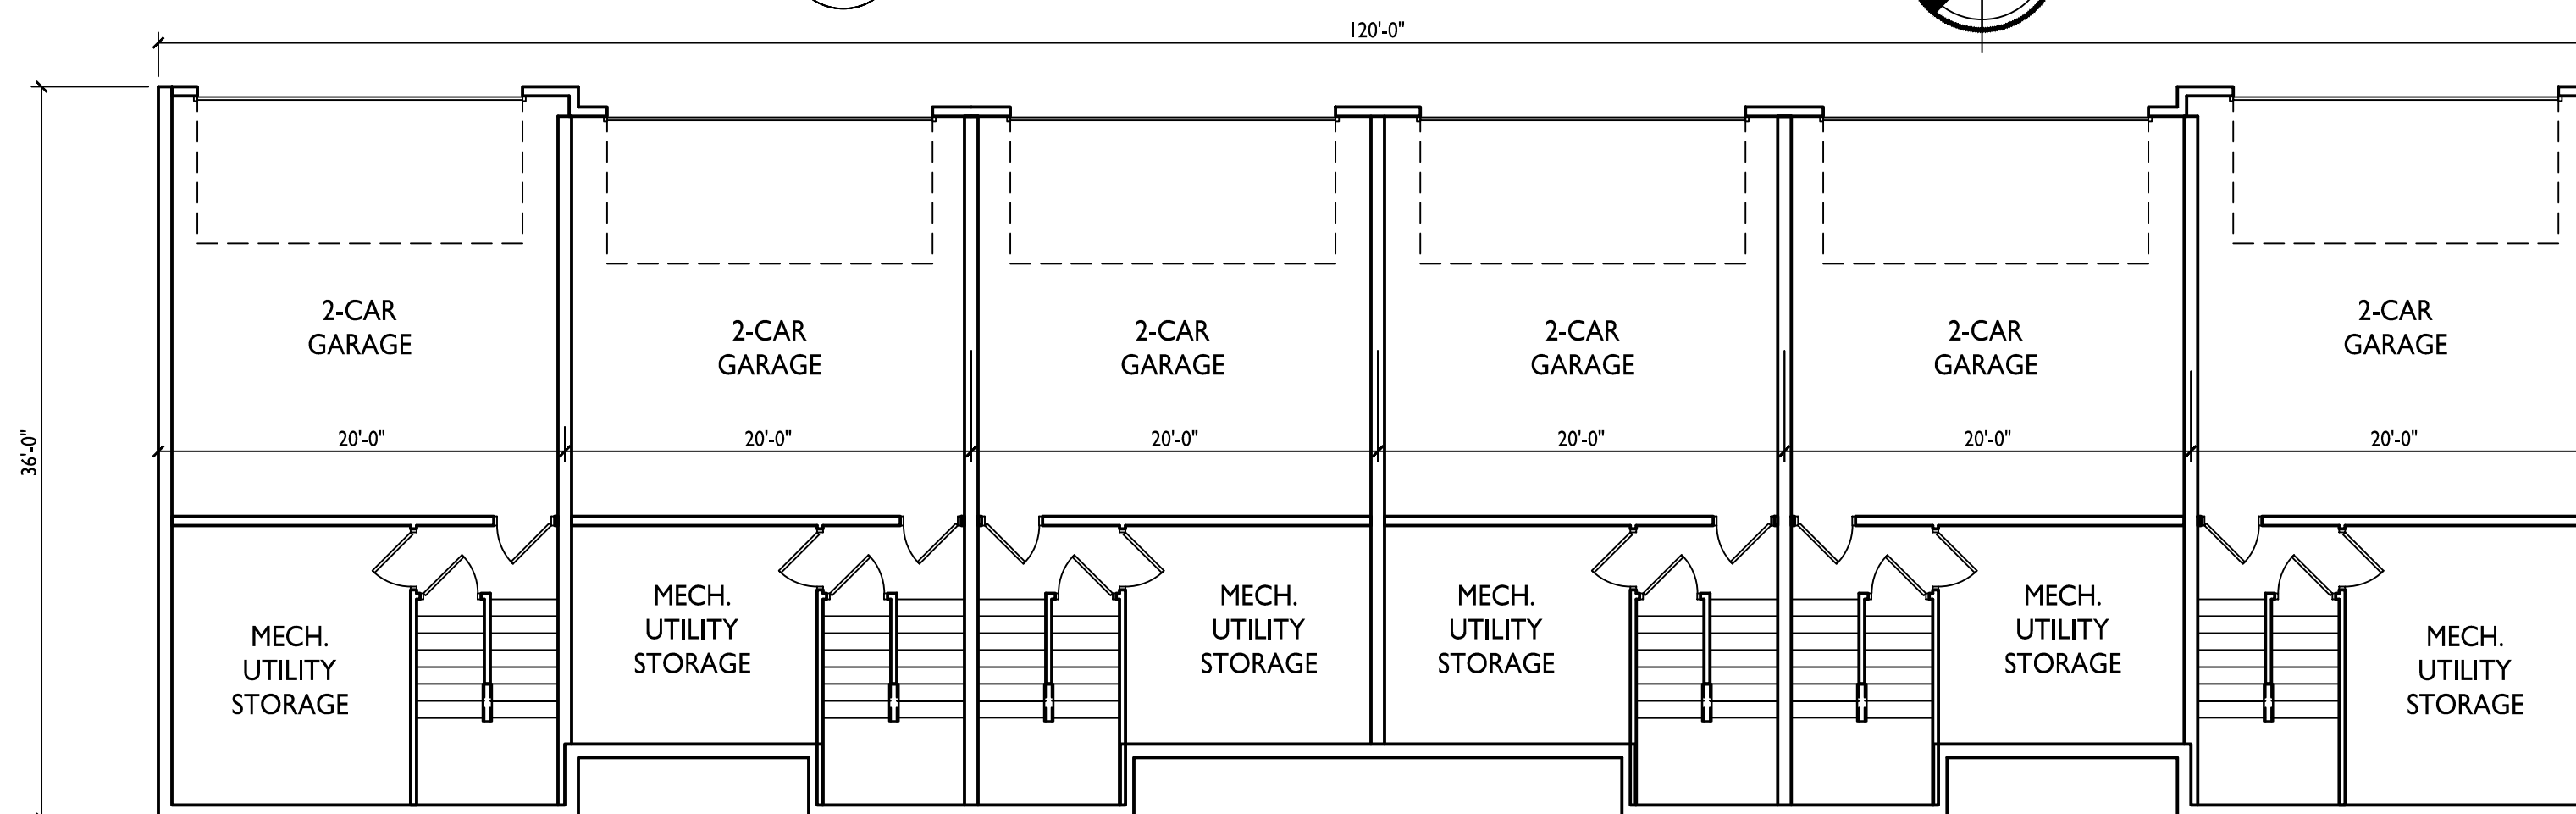 120'-0"
36'-0"
2-CAR
GARAGE
2-CAR
GARAGE
2-CAR
GARAGE
2-CAR
GARAGE
2-CAR
GARAGE
2-CAR
GARAGE
20'-0"
20'-0"
20'-0"
20'-0"
20'-0"
20'-0"
MECH.
UTILITY
STORAGE
MECH.
UTILITY
STORAGE
MECH.
UTILITY
STORAGE
MECH.
UTILITY
STORAGE
MECH.
UTILITY
STORAGE
MECH.
UTILITY
STORAGE